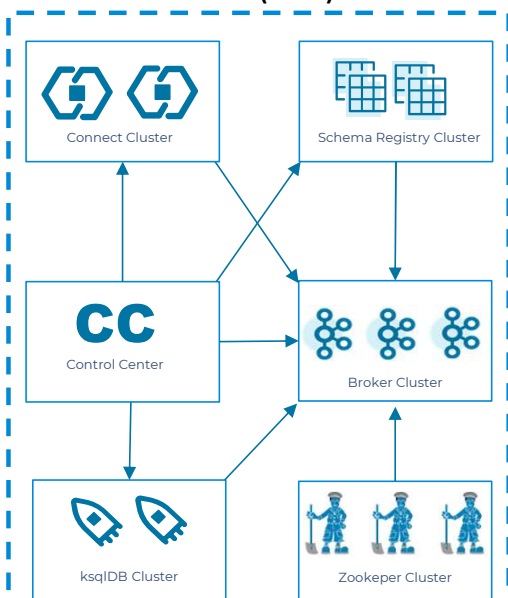 Connect Cluster
Schema Registry Cluster
CC
Control Center
Broker Cluster
ksqlDB Cluster
Zookeper Cluster